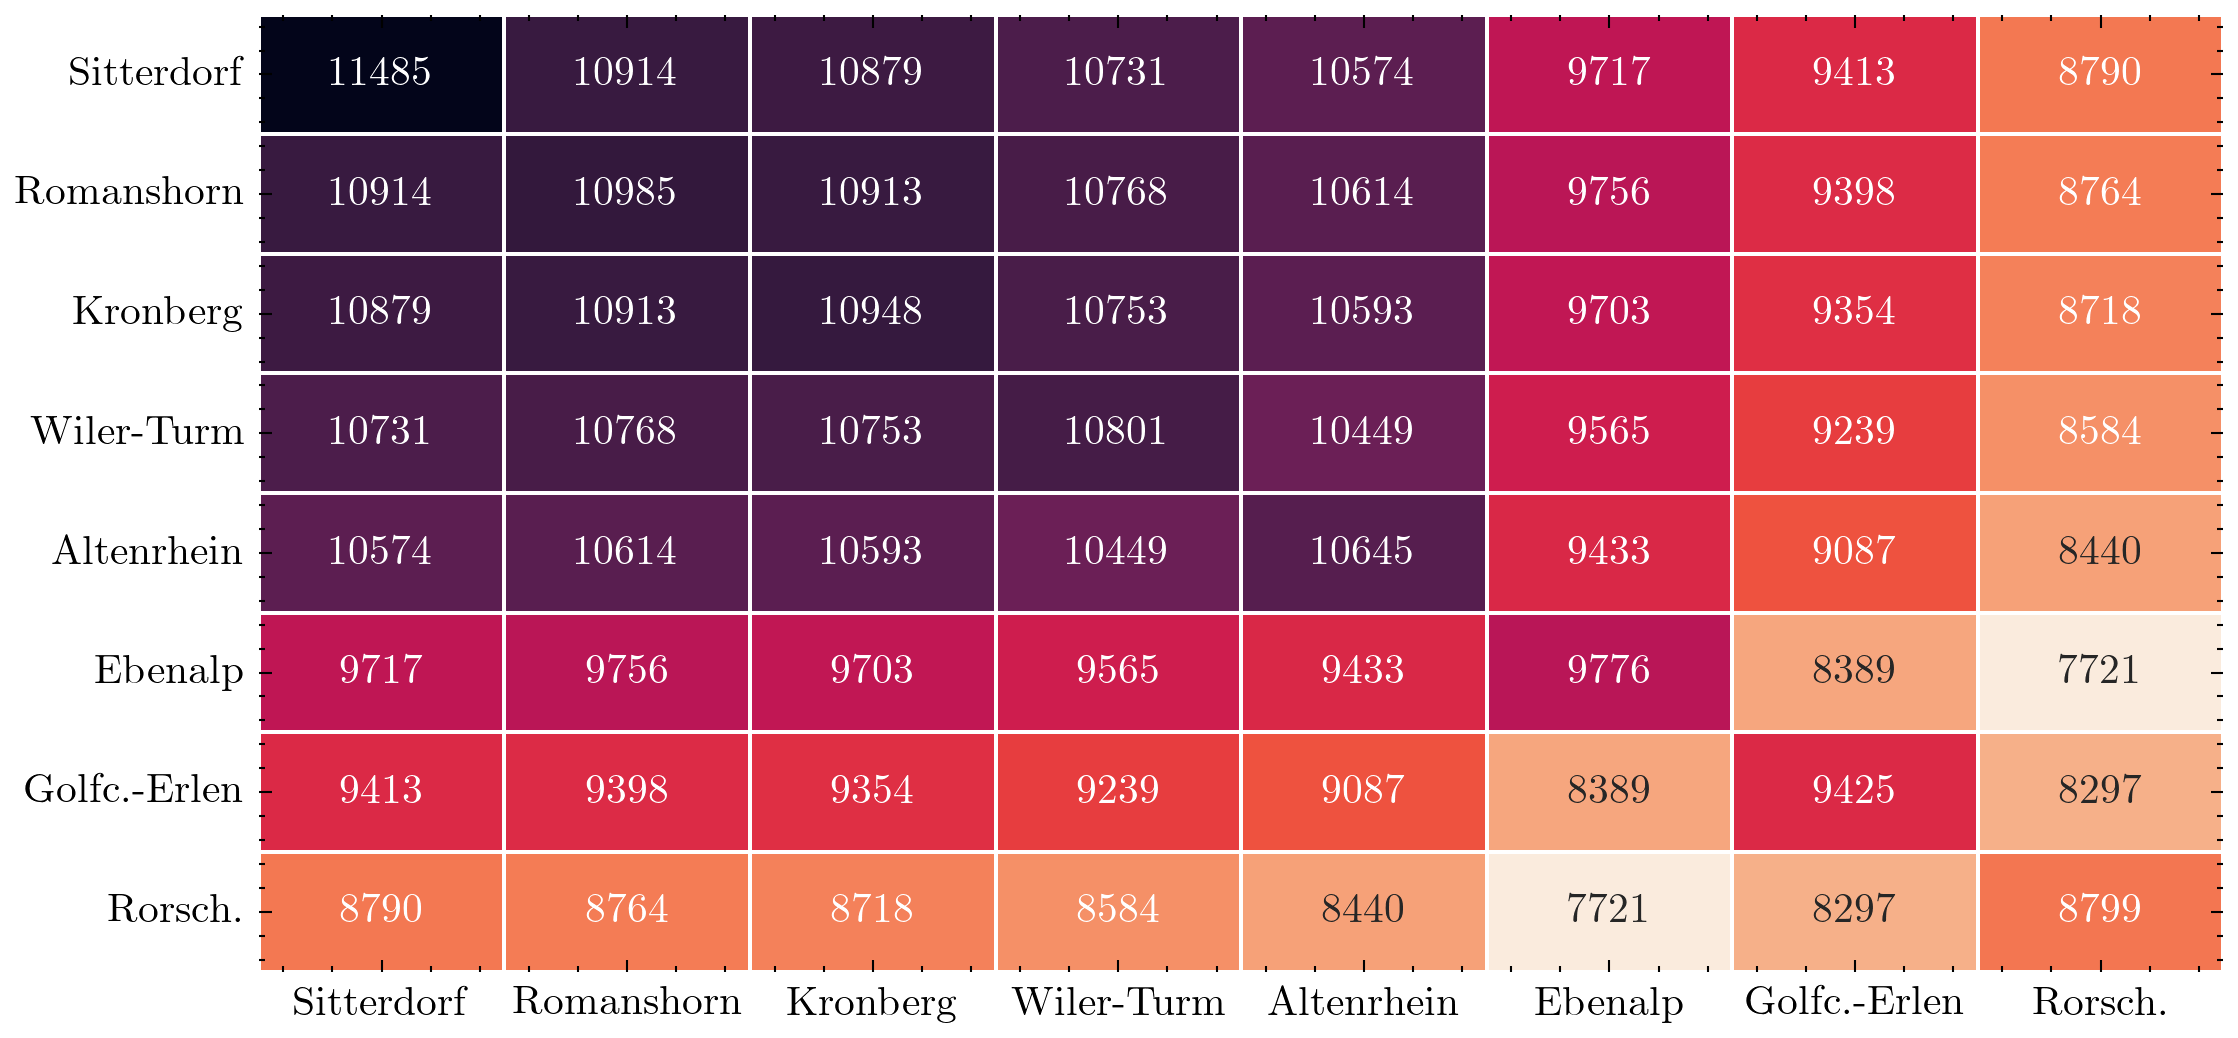 Sitterdorf 11485 10914 10879 10731 10574 9717 9413 8790
Romanshorn 10914 10985 10913 10768 10614 9756 9398 8764
Kronberg 10879 10913 10948 10753 10593 9703 9354 8718
Wiler-Turm 10731 10768 10753 10801 10449 9565 9239 8584
Altenrhein 10574 10614 10593 10449 10645 9433 9087 8440
Ebenalp 9717 9756 9703 9565 9433 9776 8389 7721
Golfc.-Erlen 9413 9398 9354 9239 9087 8389 9425 8297
Rorsch. 8790 8764 8718 8584 8440 7721 8297 8799
Sitterdorf Romanshorn Kronberg Wiler-Turm Altenrhein Ebenalp Golfc.-Erlen Rorsch.